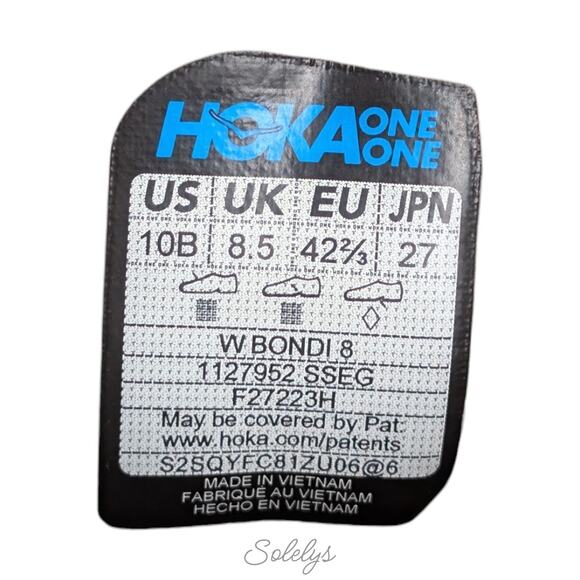 HOKA ONE ONE
US UK EU JPN
10B 8.5 42⅔ 27
W BONDI 8
1127952 SSEG
F27223H
May be covered by Pat.
www.hoka.com/patents
S2SQYFC81ZU06@6
MADE IN VIETNAM
FABRIQUÉ AU VIETNAM
HECHO EN VIETNAM
Solelys